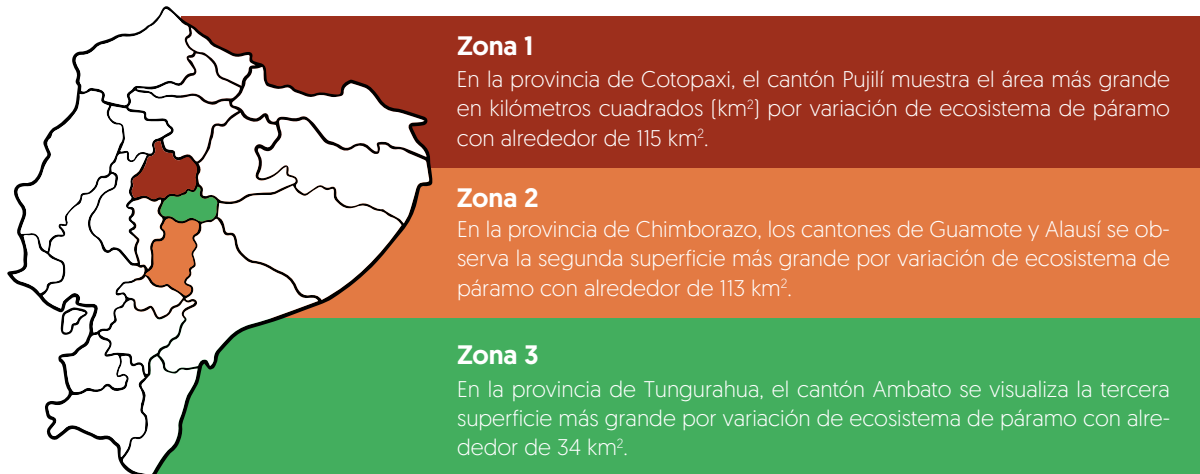 Zona 1
En la provincia de Cotopaxi, el cantón Pujilí muestra el área más grande
en kilómetros cuadrados (km²) por variación de ecosistema de páramo
con alrededor de 115 km².
Zona 2
En la provincia de Chimborazo, los cantones de Guamote y Alausí se ob-
serva la segunda superficie más grande por variación de ecosistema de
páramo con alrededor de 113 km².
Zona 3
En la provincia de Tungurahua, el cantón Ambato se visualiza la tercera
superficie más grande por variación de ecosistema de páramo con alre-
dedor de 34 km².